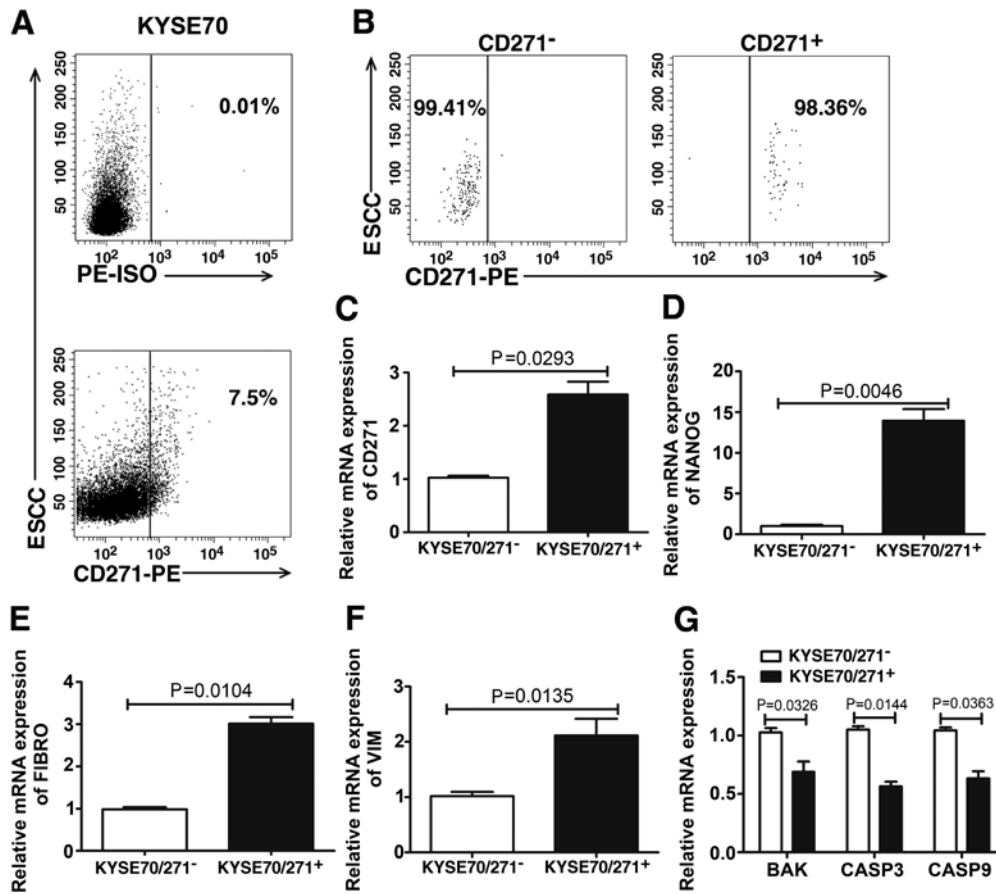 A
KYSE70
250
200
150
100
50
0.01%
10² 10³ 10⁴ 10⁵
PE-ISO
250
200
150
100
50
7.5%
10² 10³ 10⁴ 10⁵
CD271-PE
ESCC
B
CD271-
250
200
150
100
50
99.41%
10² 10³ 10⁴ 10⁵
CD271+
250
200
150
100
50
98.36%
10² 10³ 10⁴ 10⁵
ESCC
CD271-PE
C
Relative mRNA expression
of CD271
3
2
1
0
P=0.0293
KYSE70/271- KYSE70/271+
D
Relative mRNA expression
of NANOG
20
15
10
5
0
P=0.0046
KYSE70/271- KYSE70/271+
E
Relative mRNA expression
of FIBRO
4
3
2
1
0
P=0.0104
KYSE70/271- KYSE70/271+
F
Relative mRNA expression
of VIM
3
2
1
0
P=0.0135
KYSE70/271- KYSE70/271+
G
KYSE70/271-
KYSE70/271+
Relative mRNA expression
1.5
1.0
0.5
0.0
P=0.0326 P=0.0144 P=0.0363
BAK CASP3 CASP9